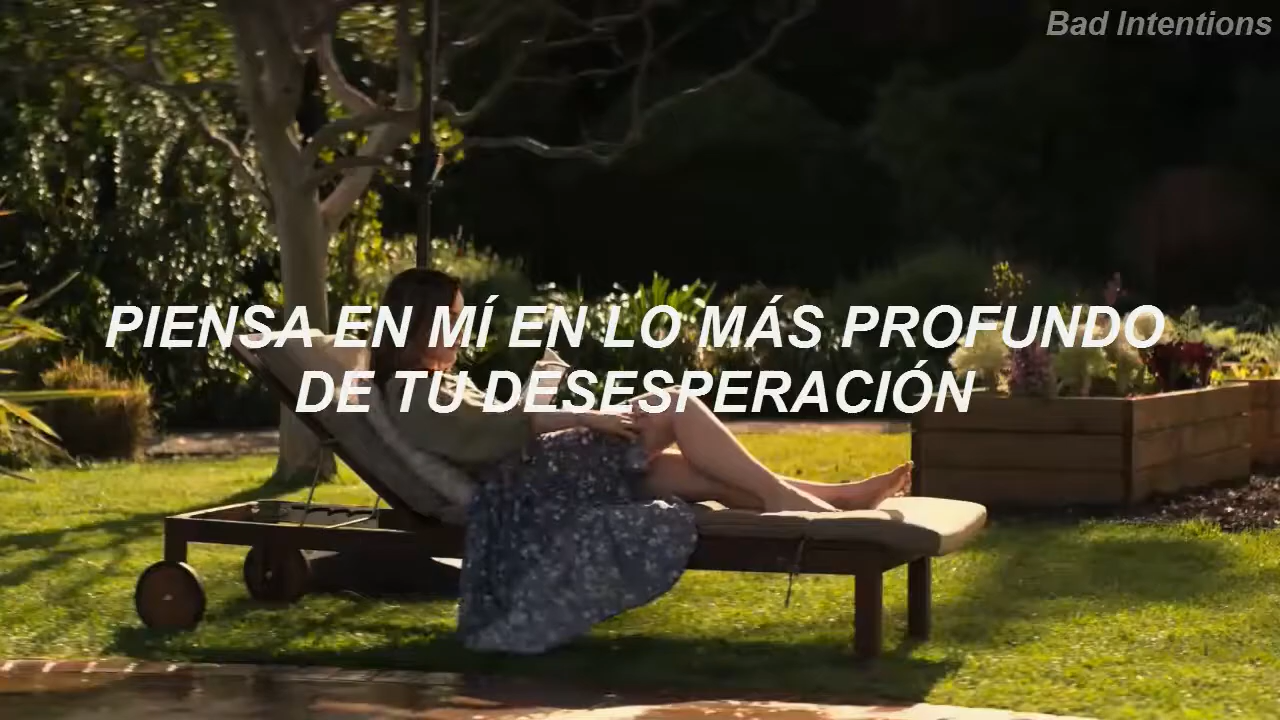 Bad Intentions
PIENSA EN MÍ EN LO MÁS PROFUNDO
DE TU DESESPERACIÓN